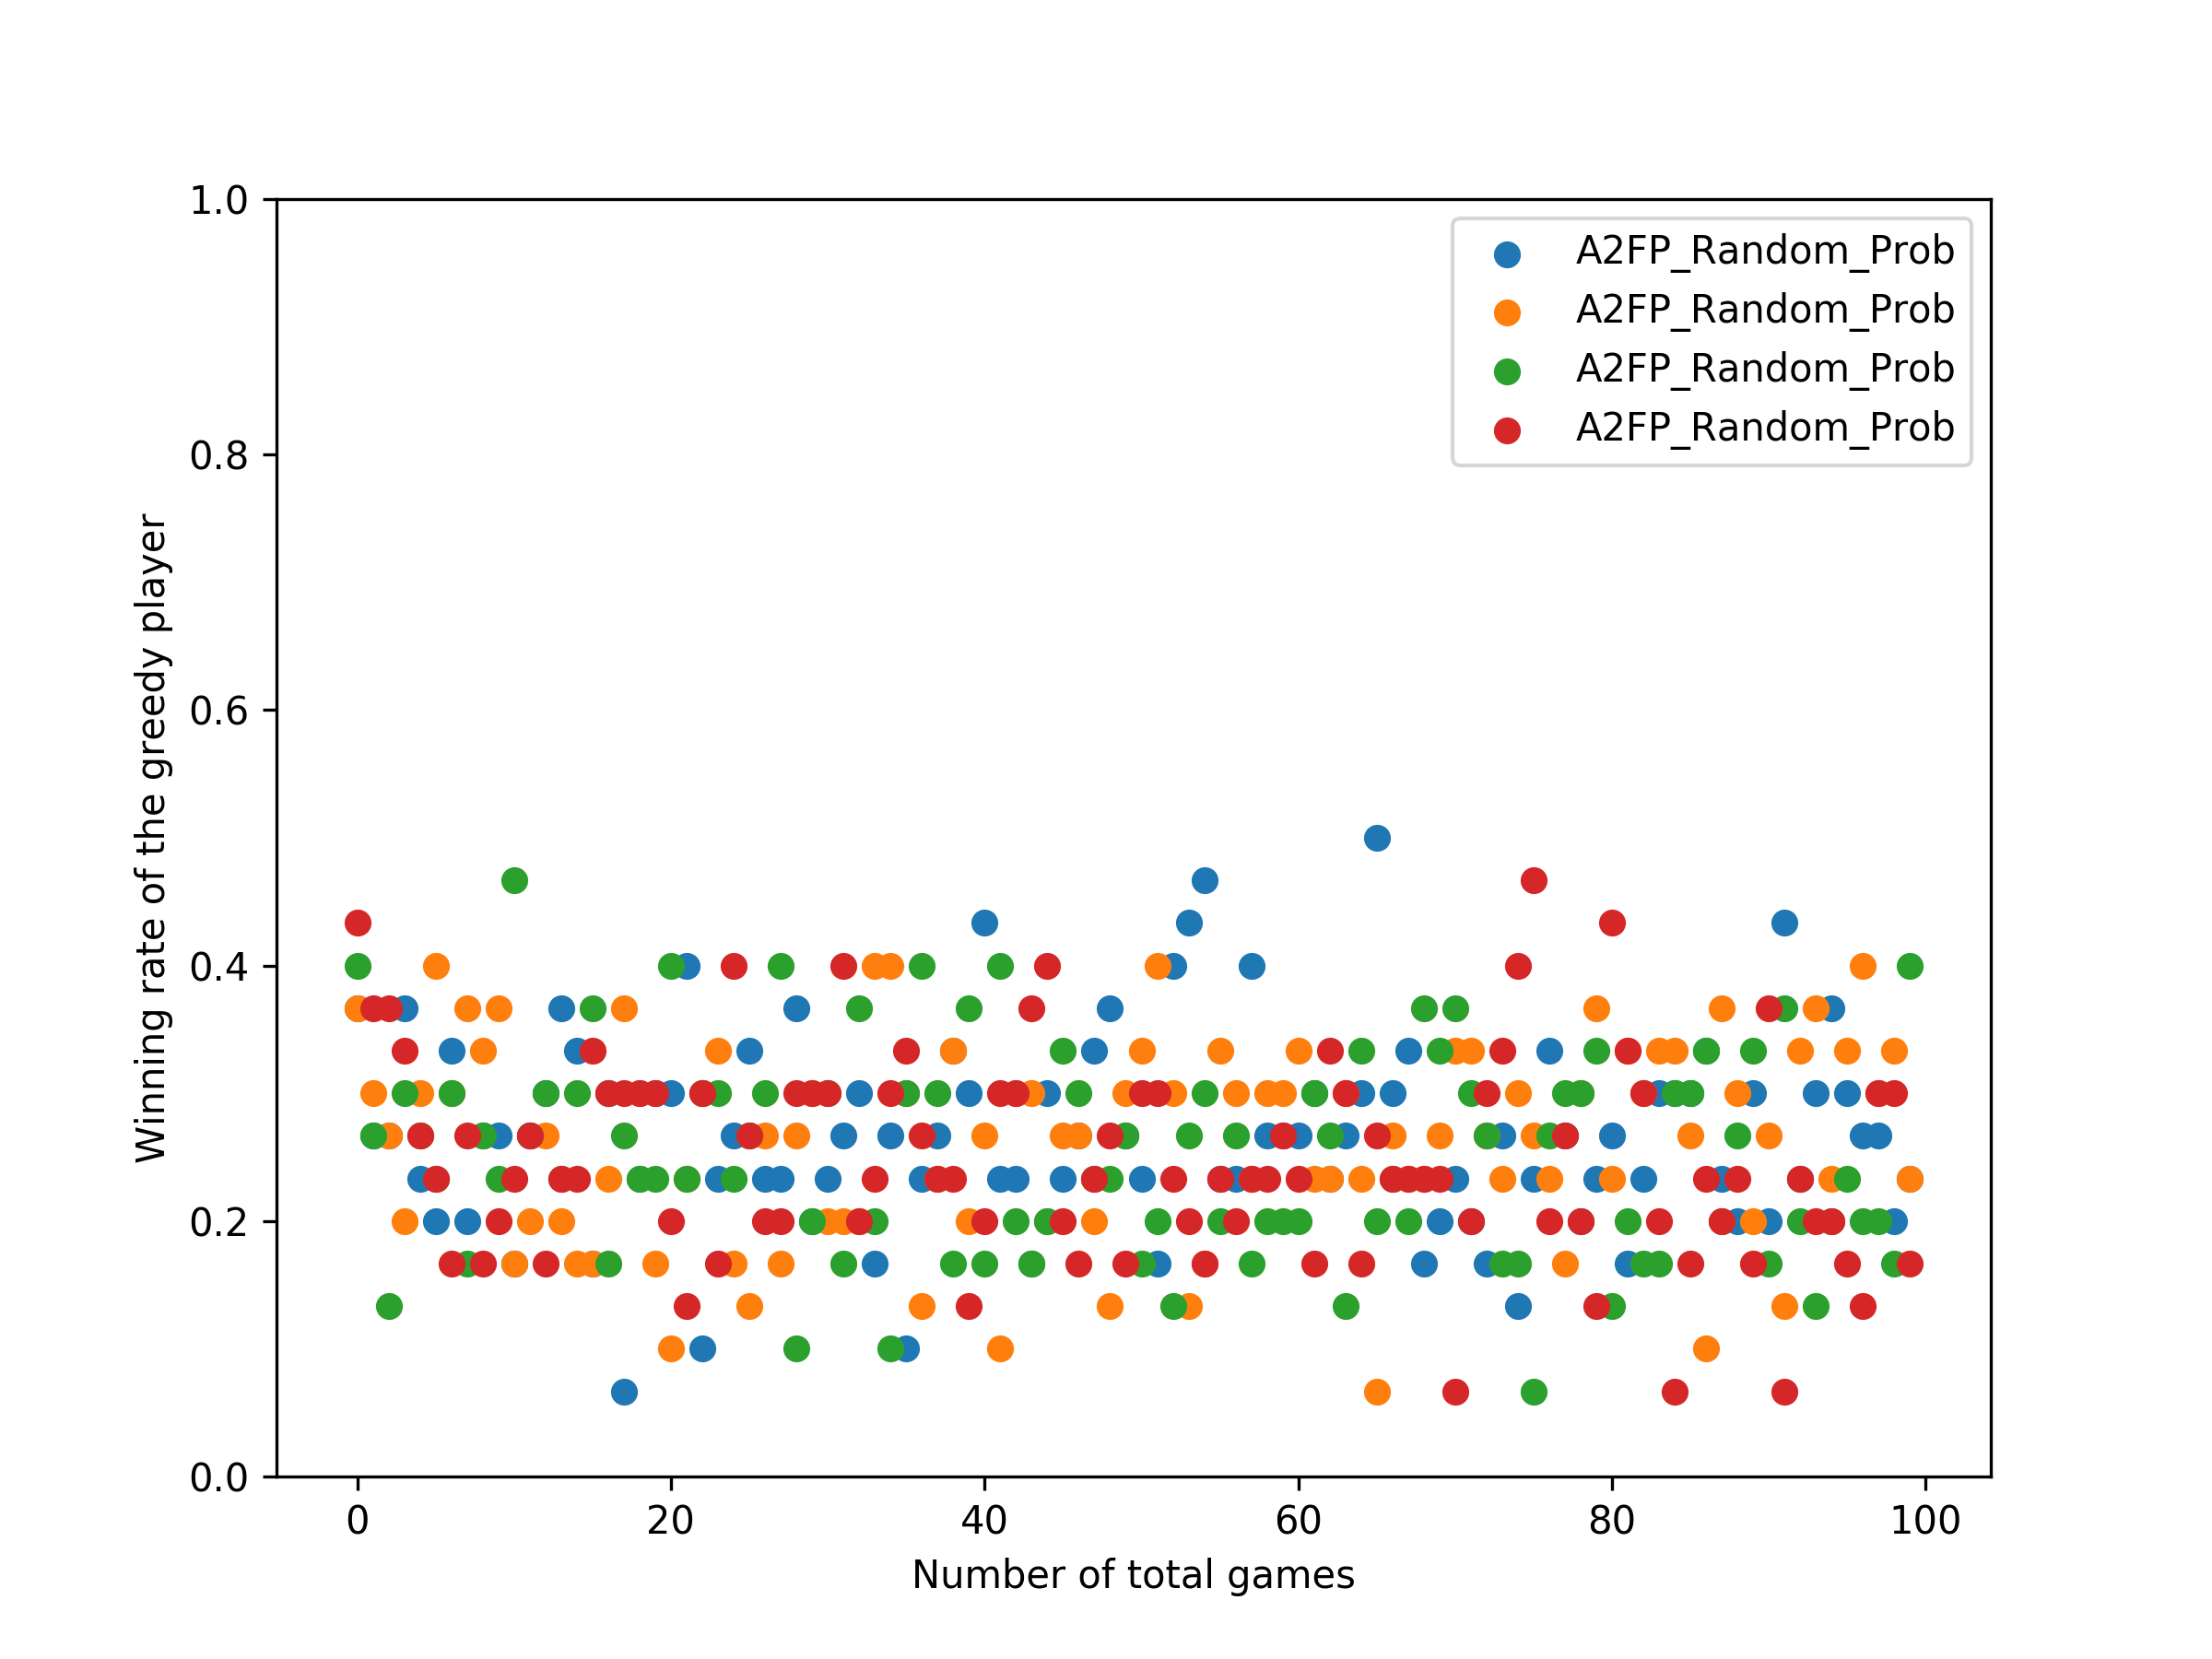 1.0
0.8
0.6
0.4
0.2
0.0
Winning rate of the greedy player
A2FP_Random_Prob
A2FP_Random_Prob
A2FP_Random_Prob
A2FP_Random_Prob
0 20 40 60 80 100
Number of total games